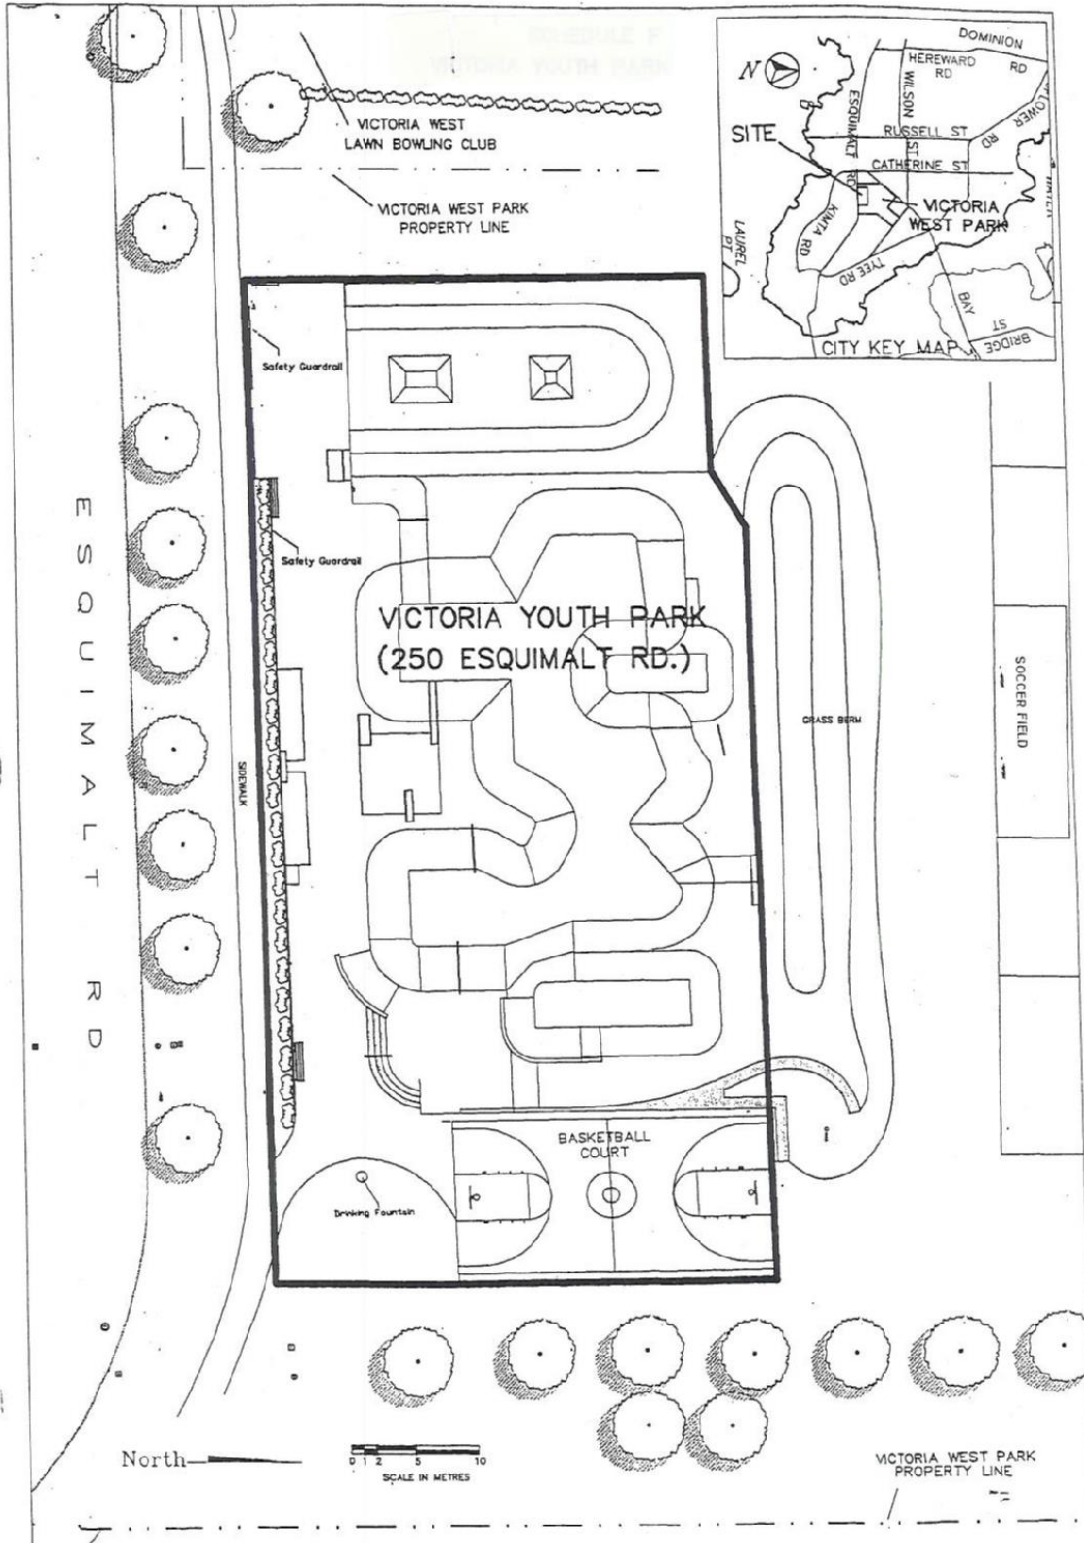 SCHEDULE F
VICTORIA YOUTH PARK
VICTORIA WEST
LAWN BOWLING CLUB
VICTORIA WEST PARK
PROPERTY LINE
N
SITE
DOMINION
RD
HEREWARD
RD
WILSON
ST
ESQUIMALT
RD
RUSSELL ST
CATHERINE ST
RD
KIMTA RD
TYEE RD
VICTORIA
WEST PARK
LAUREL
PT
BAY
ST
BRIDGE
CITY KEY MAP
Safety Guardrail
Safety Guardrail
VICTORIA YOUTH PARK
(250 ESQUIMALT RD.)
ESQUIMALT RD
SIDEWALK
GRASS BERM
SOCCER FIELD
BASKETBALL
COURT
Drinking Fountain
North
0 1 2 5 10
SCALE IN METRES
VICTORIA WEST PARK
PROPERTY LINE